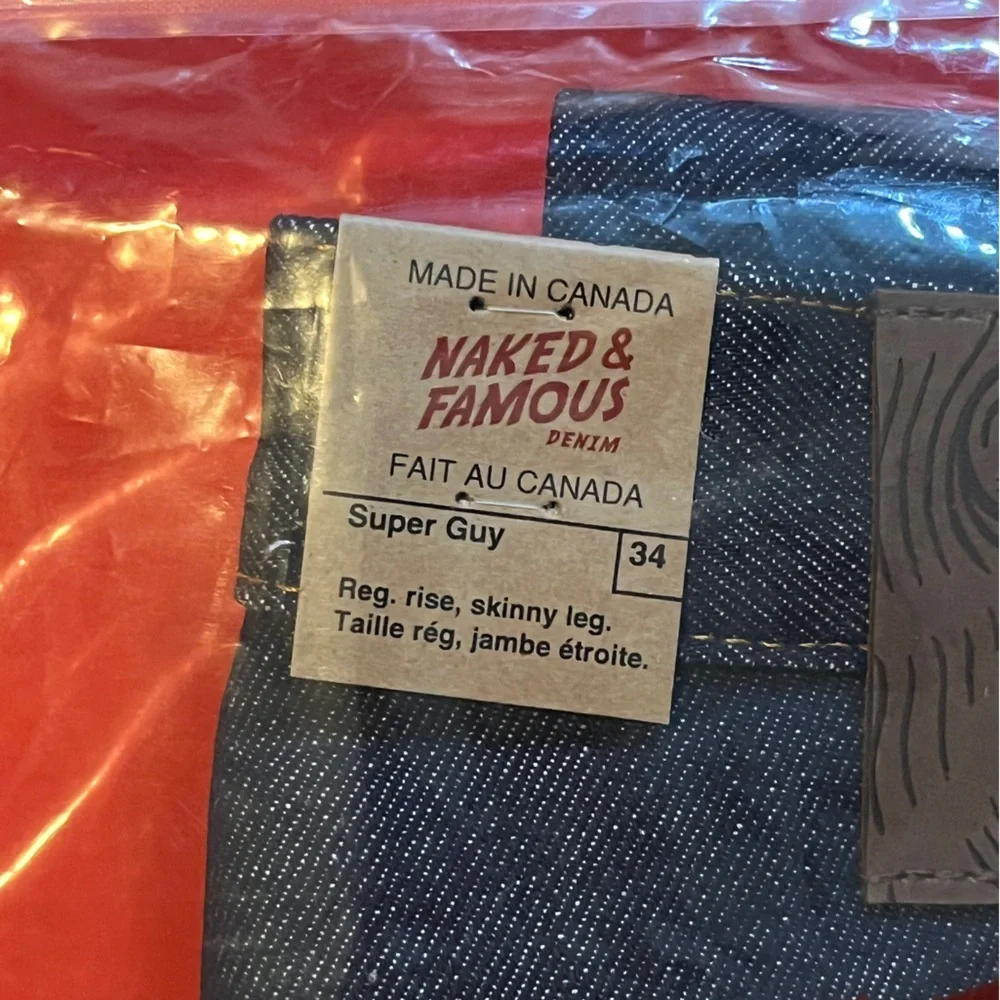 MADE IN CANADA
NAKED &
FAMOUS
DENIM
FAIT AU CANADA
Super Guy
34
Reg. rise, skinny leg.
Taille rég, jambe étroite.